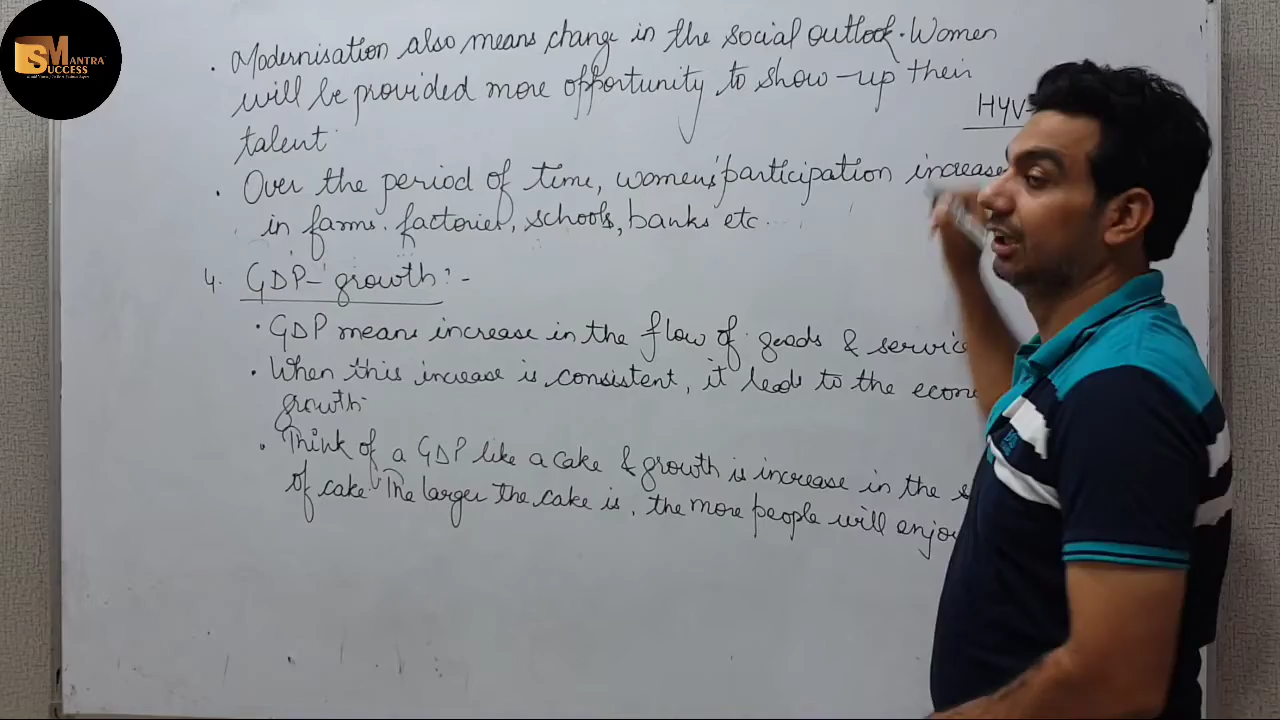 SM
MANTRA
SUCCESS
. Modernisation also means change in the social outlook. Women
will be provided more opportunity to show-up their
talent.
HYV-
. Over the period of time, women's participation increase
in farms. factories, schools, banks etc.
4. GDP-growth:-
. GDP means increase in the flow of goods & servic
. When this increase is consistent, it leads to the econ
growth.
. Think of a GDP like a cake & growth is increase in the s
of cake. The larger the cake is, the more people will enjoy